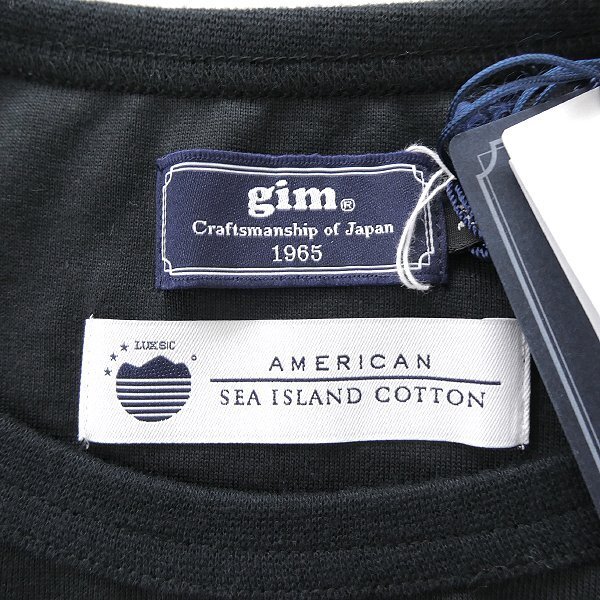 gim®
Craftsmanship of Japan
1965
LUXSIC
AMERICAN
SEA ISLAND COTTON